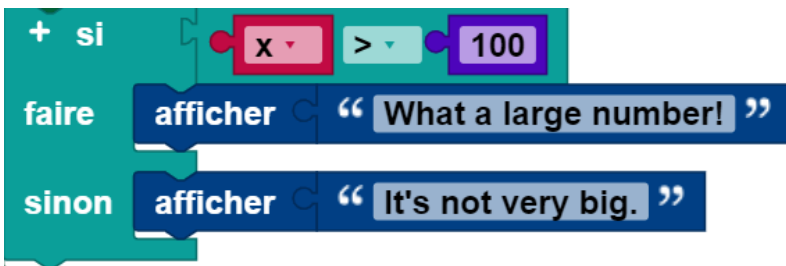 + si x > 100
faire afficher “ What a large number! ”
sinon afficher “ It's not very big. ”